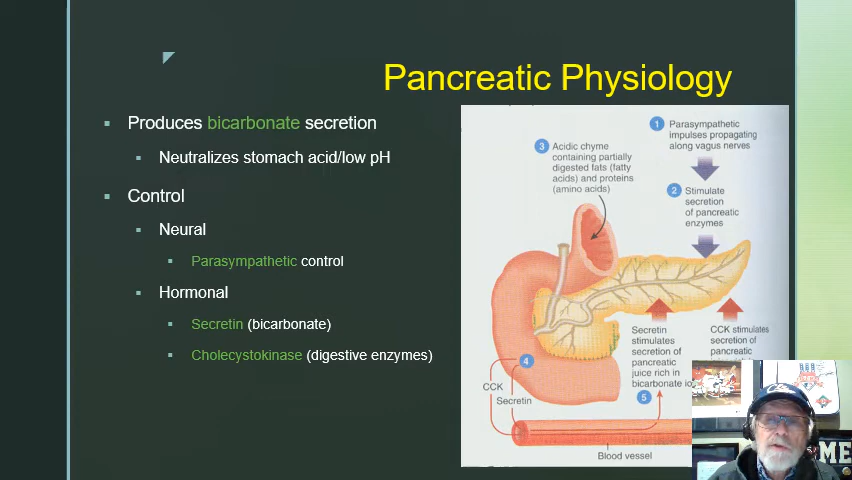 Pancreatic Physiology
Produces bicarbonate secretion
Neutralizes stomach acid/low pH
Control
Neural
Parasympathetic control
Hormonal
Secretin (bicarbonate)
Cholecystokinase (digestive enzymes)
1 Parasympathetic
impulses propagating
along vagus nerves
2 Stimulate
secretion
of pancreatic
enzymes
3 Acidic chyme
containing partially
digested fats (fatty
acids) and proteins
(amino acids)
4
CCK
Secretin
Secretin
stimulates
secretion of
pancreatic
juice rich in
bicarbonate io
5
CCK stimulates
secretion of
pancreatic
Blood vessel
ME